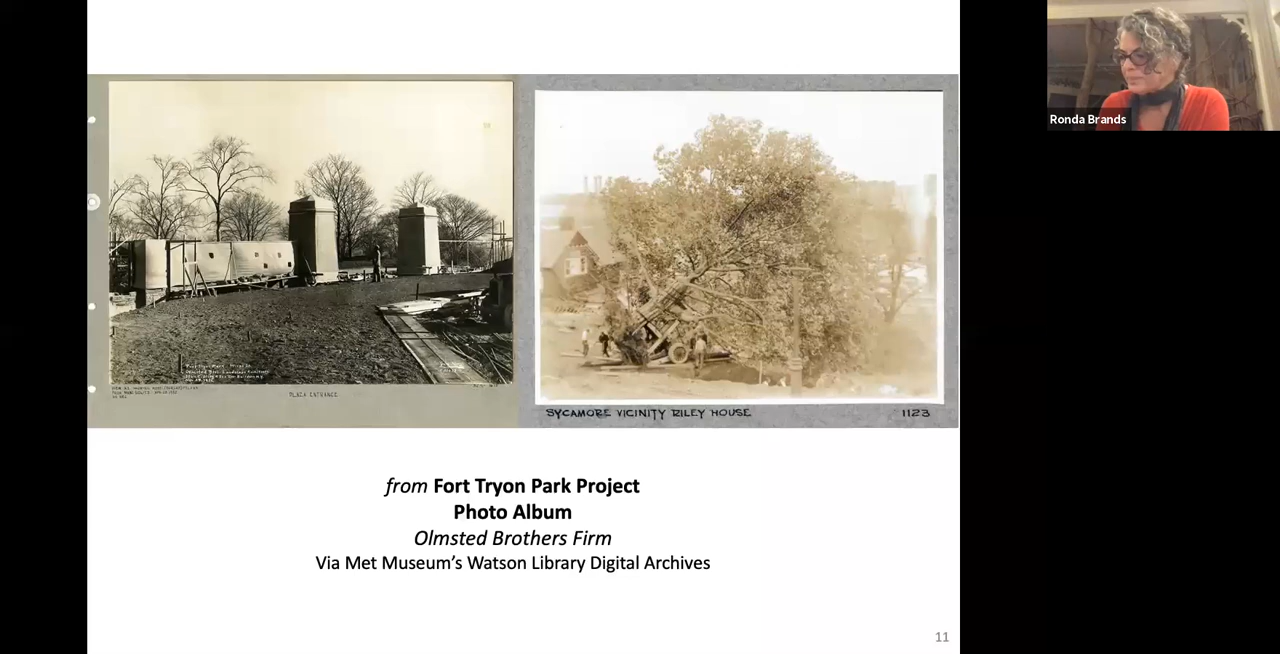 Ronda Brands
PLAZA ENTRANCE
SYCAMORE VICINITY RILEY HOUSE
1123
from Fort Tryon Park Project
Photo Album
Olmsted Brothers Firm
Via Met Museum’s Watson Library Digital Archives
11